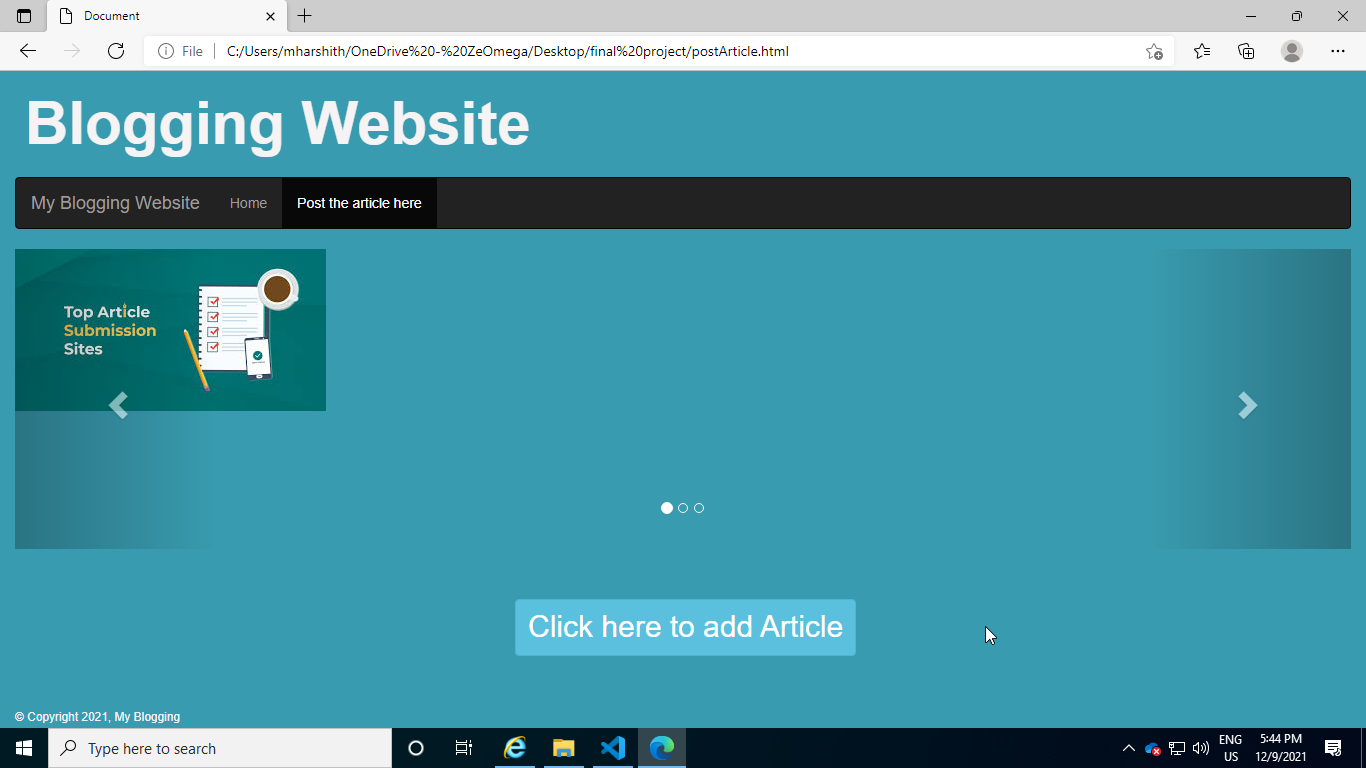 Document
File
C:/Users/mharshith/OneDrive%20-%20ZeOmega/Desktop/final%20project/postArticle.html
Blogging Website
My Blogging Website Home Post the article here
Top Article
Submission
Sites
Click here to add Article
© Copyright 2021, My Blogging
Type here to search
ENG
US
5:44 PM
12/9/2021